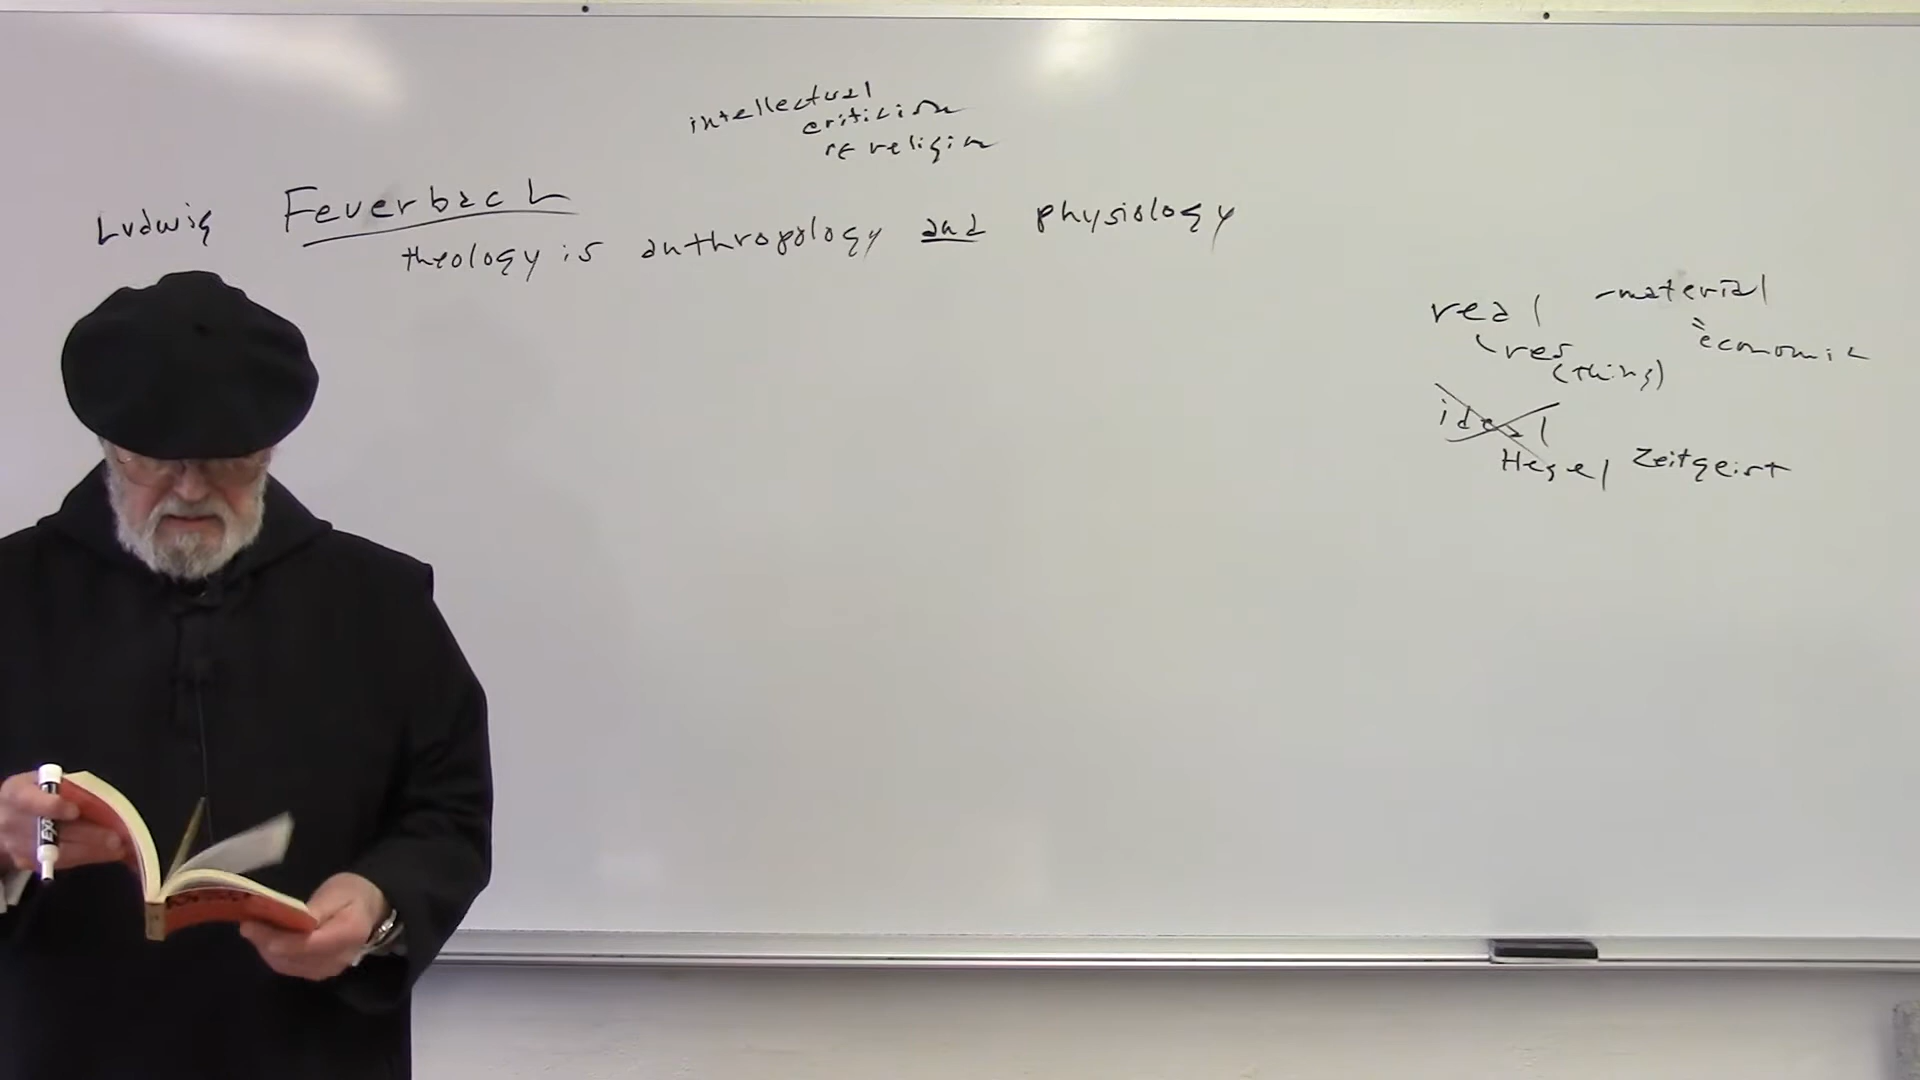 intellectual
criticism
of religion
Ludwig Feuerbach
theology is anthropology and physiology
real - material
res = economic
(thing)
ideal
Hegel Zeitgeist